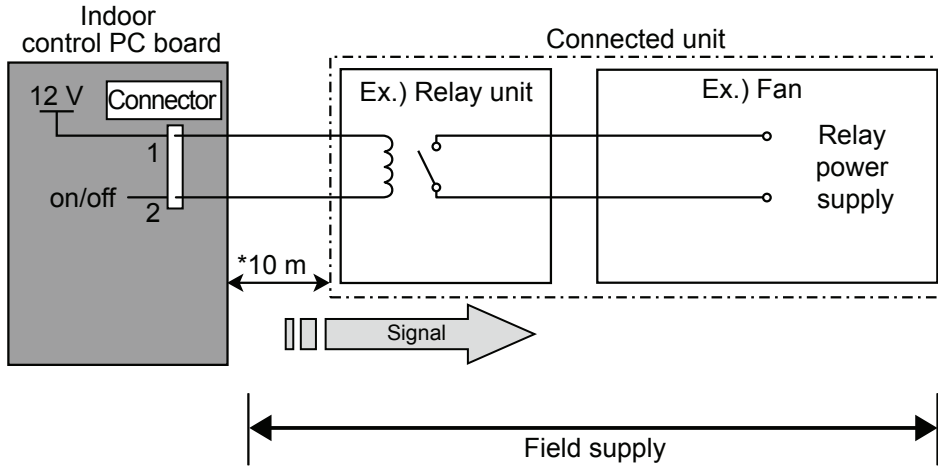 Indoor
control PC board
Connected unit
12 V
Connector
1
on/off
2
Ex.) Relay unit
Ex.) Fan
Relay
power
supply
*10 m
Signal
Field supply